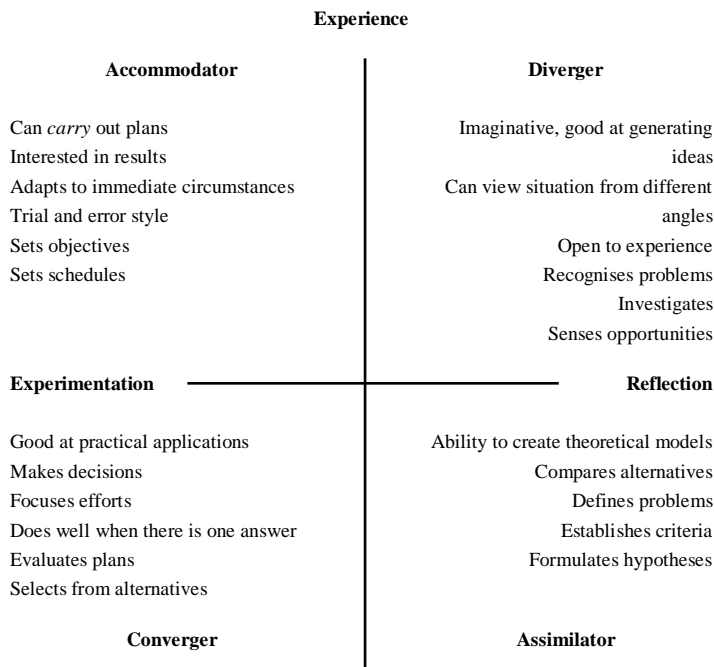 Experience
Accommodator
Can carry out plans
Interested in results
Adapts to immediate circumstances
Trial and error style
Sets objectives
Sets schedules
Diverger
Imaginative, good at generating
ideas
Can view situation from different
angles
Open to experience
Recognises problems
Investigates
Senses opportunities
Experimentation
Reflection
Good at practical applications
Makes decisions
Focuses efforts
Does well when there is one answer
Evaluates plans
Selects from alternatives
Converger
Ability to create theoretical models
Compares alternatives
Defines problems
Establishes criteria
Formulates hypotheses
Assimilator